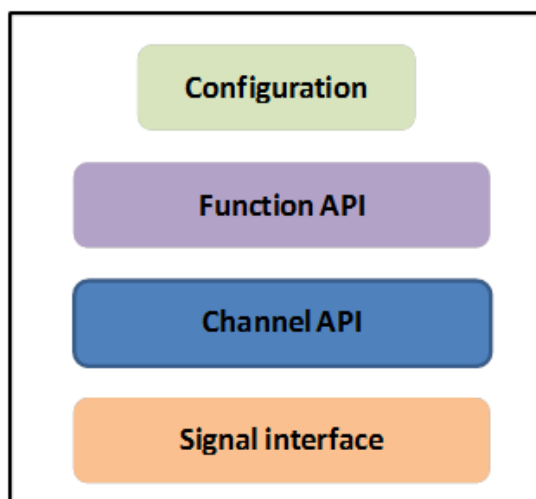 Configuration
Function API
Channel API
Signal interface